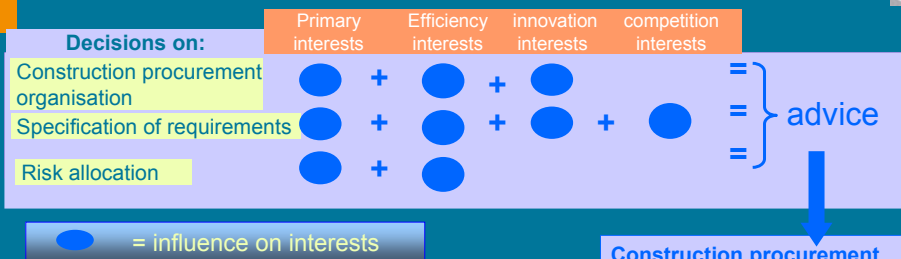 Primary interests Efficiency interests innovation interests competition interests
Decisions on:
Construction procurement organisation + + =
Specification of requirements + + + =
Risk allocation + =
advice
= influence on interests
Construction procurement